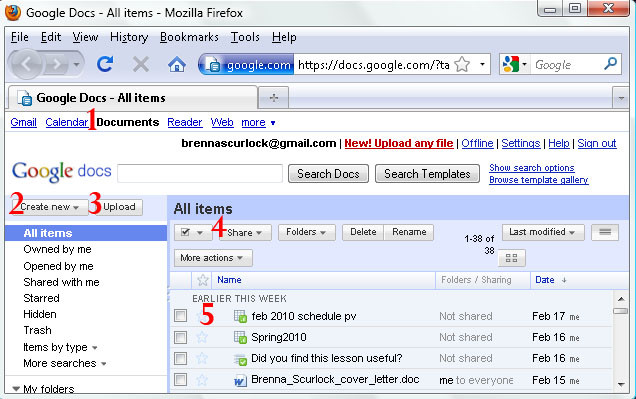 Google Docs - All items - Mozilla Firefox
File Edit View History Bookmarks Tools Help
google.com https://docs.google.com/?ta Google
Google Docs - All items
Gmail Calendar 1 Documents Reader Web more
brennascurlock@gmail.com | New! Upload any file | Offline | Settings | Help | Sign out
Google docs Search Docs Search Templates Show search options
Browse template gallery
2 Create new 3 Upload All items
4 Share Folders Delete Rename 1-38 of 38 Last modified
More actions
All items
Owned by me
Opened by me
Shared with me
Starred
Hidden
Trash
Items by type
More searches
My folders
Name Folders / Sharing Date
EARLIER THIS WEEK
5 feb 2010 schedule pv Not shared Feb 17 me
Spring2010 Not shared Feb 16 me
Did you find this lesson useful? Not shared Feb 16 me
Brenna_Scurlock_cover_letter.doc me to everyone Feb 15 me